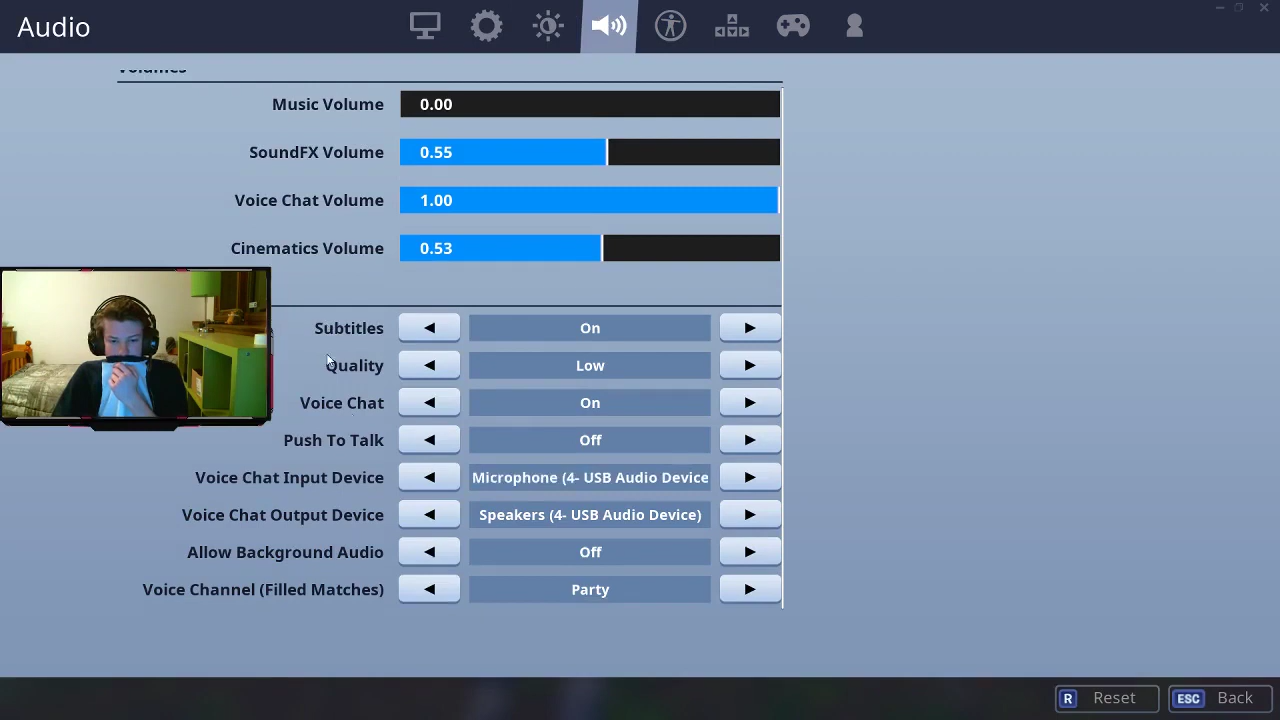 Audio
Volumes
Music Volume 0.00
SoundFX Volume 0.55
Voice Chat Volume 1.00
Cinematics Volume 0.53
Subtitles On
Quality Low
Voice Chat On
Push To Talk Off
Voice Chat Input Device Microphone (4- USB Audio Device
Voice Chat Output Device Speakers (4- USB Audio Device)
Allow Background Audio Off
Voice Channel (Filled Matches) Party
R Reset ESC Back